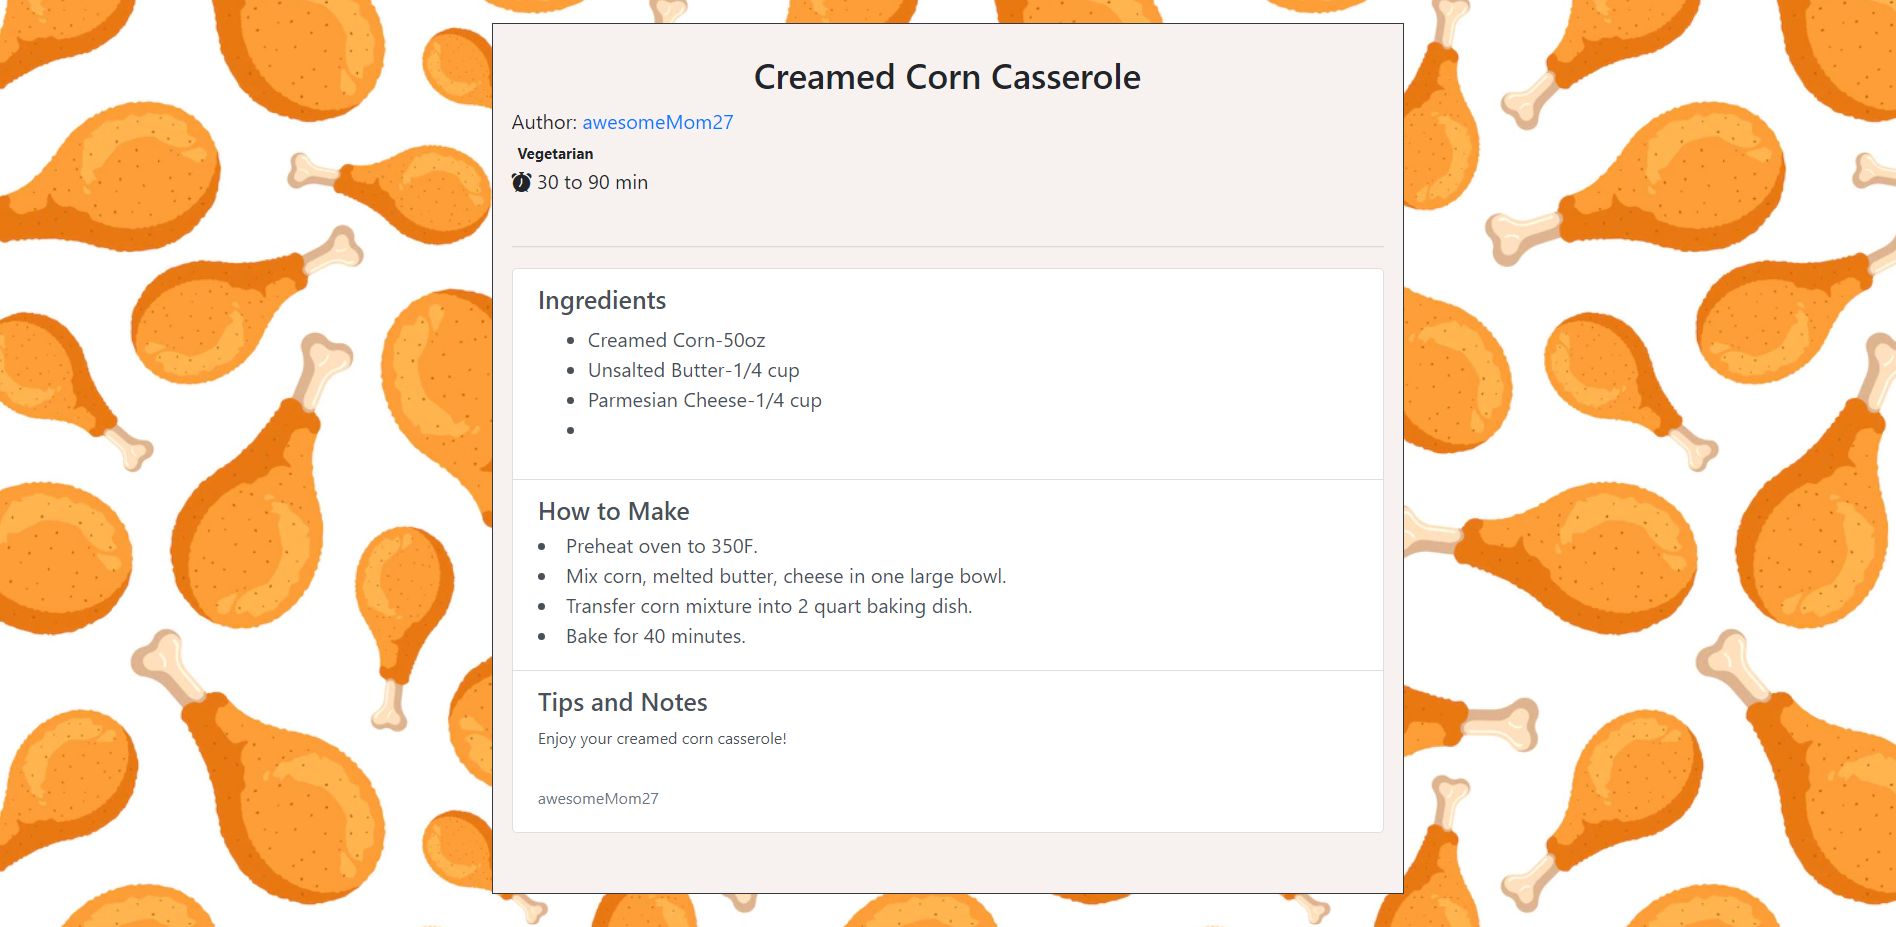 Creamed Corn Casserole
Author: awesomeMom27
Vegetarian
30 to 90 min
Ingredients
• Creamed Corn-50oz
• Unsalted Butter-1/4 cup
• Parmesian Cheese-1/4 cup
•
How to Make
• Preheat oven to 350F.
• Mix corn, melted butter, cheese in one large bowl.
• Transfer corn mixture into 2 quart baking dish.
• Bake for 40 minutes.
Tips and Notes
Enjoy your creamed corn casserole!
awesomeMom27